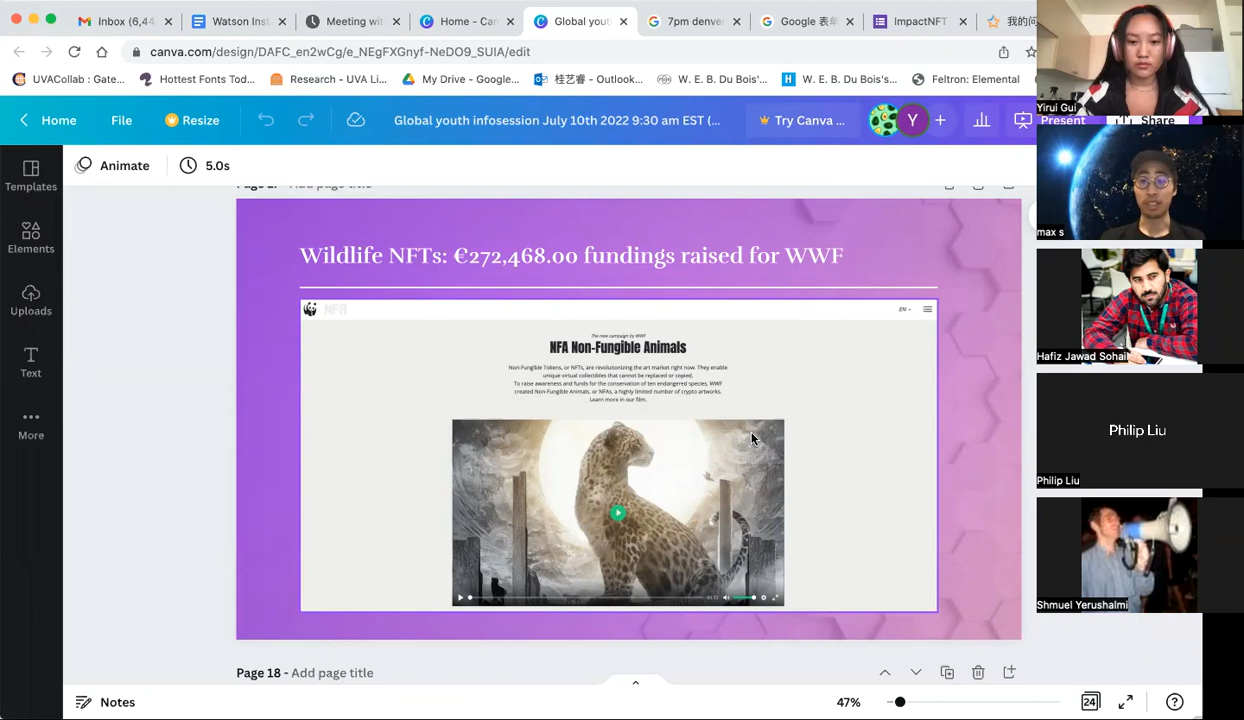 Inbox (6,44
Watson Inst
Meeting wit
Home - Can
Global yout
7pm denver
Google 表单
ImpactNFT
我的问
canva.com/design/DAFC_en2wCg/e_NEgFXGnyf-NeDO9_SUIA/edit
UVACollab : Gate...
Hottest Fonts Tod...
Research - UVA Li...
My Drive - Google...
桂艺睿 - Outlook...
W. E. B. Du Bois'...
W. E. B. Du Bois's...
Feltron: Elemental
Yirui Gui
Home
File
Resize
Global youth infosession July 10th 2022 9:30 am EST (...
Try Canva ...
Y
Present
Share
Animate
5.0s
Templates
Elements
Uploads
Text
More
Add page title
Wildlife NFTs: €272,468.00 fundings raised for WWF
NFA
EN
The new campaign by WWF
NFA Non-Fungible Animals
Non-Fungible Tokens, or NFTs, are revolutionizing the art market right now. They enable
unique virtual collectibles that cannot be replaced or copied.
To raise awareness and funds for the conservation of ten endangered species, WWF
created Non-Fungible Animals, or NFAs, a highly limited number of crypto artworks.
Learn more in our film.
max s
Hafiz Jawad Sohail
Philip Liu
Philip Liu
Shmuel Yerushalmi
Page 18 - Add page title
Notes
47%
24